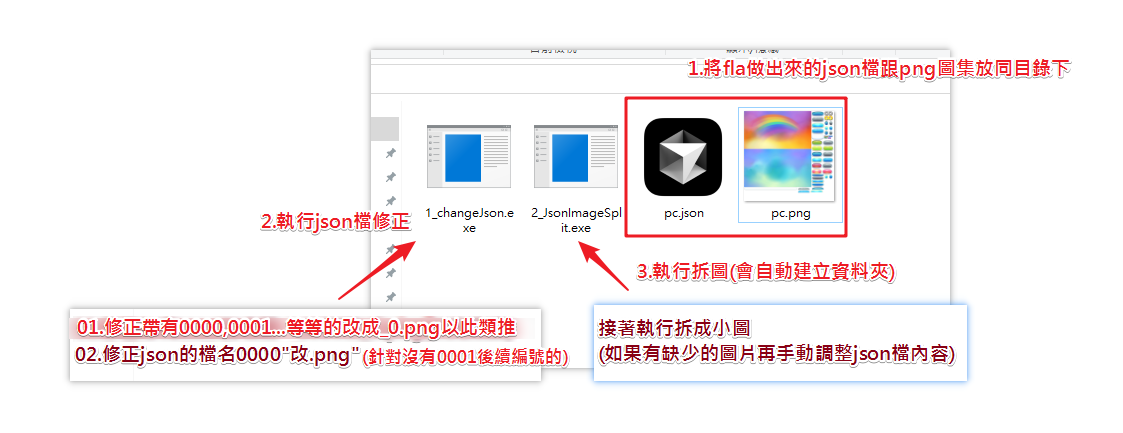 1.將fla做出來的json檔跟png圖集放同目錄下
1_changeJson.e
xe
2_JsonImageSpl
it.exe
pc.json
pc.png
2.執行json檔修正
3.執行拆圖(會自動建立資料夾)
01.修正帶有0000,0001...等等的改成_0.png以此類推
02.修正json的檔名0000"改.png" (針對沒有0001後續編號的)
接著執行拆成小圖
(如果有缺少的圖片再手動調整json檔內容)